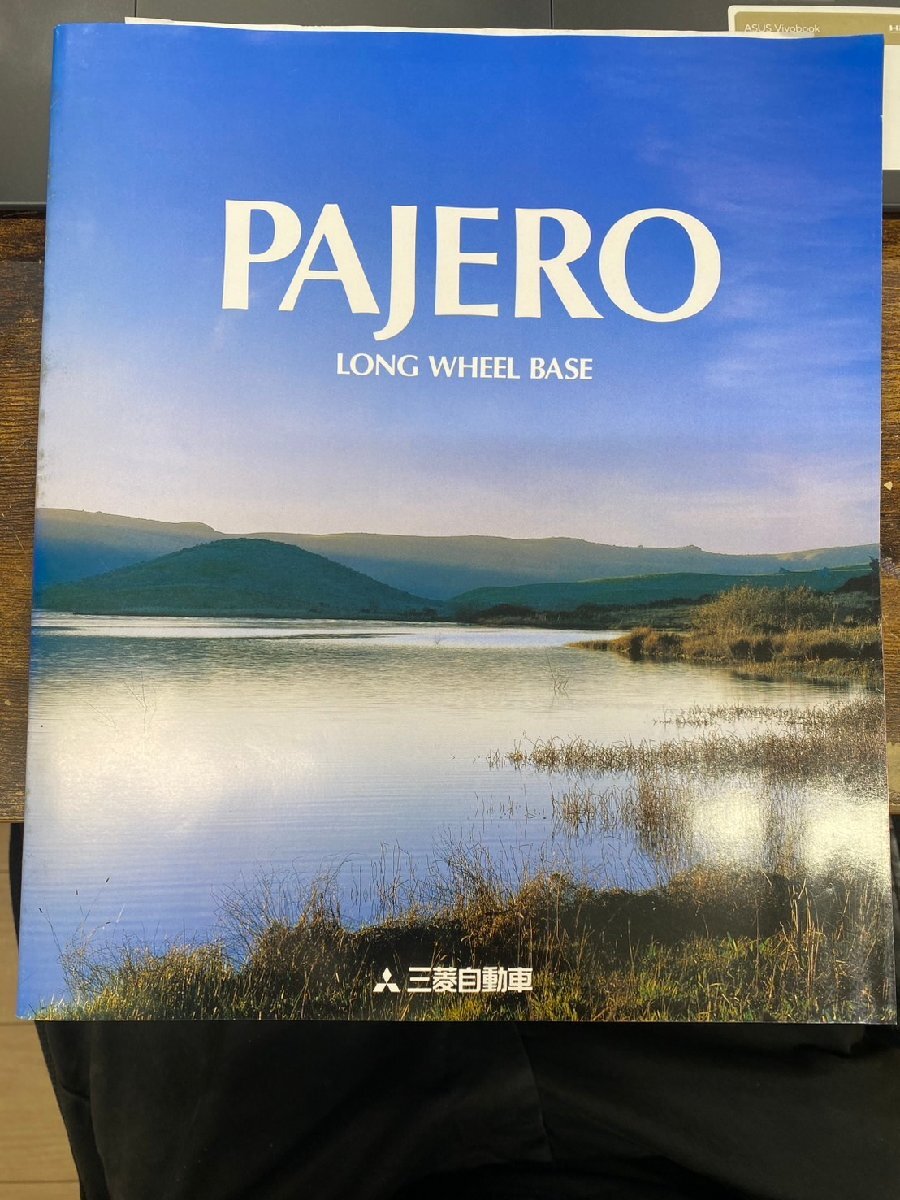 ASUS Vivobook
PAJERO
LONG WHEEL BASE
三菱自動車